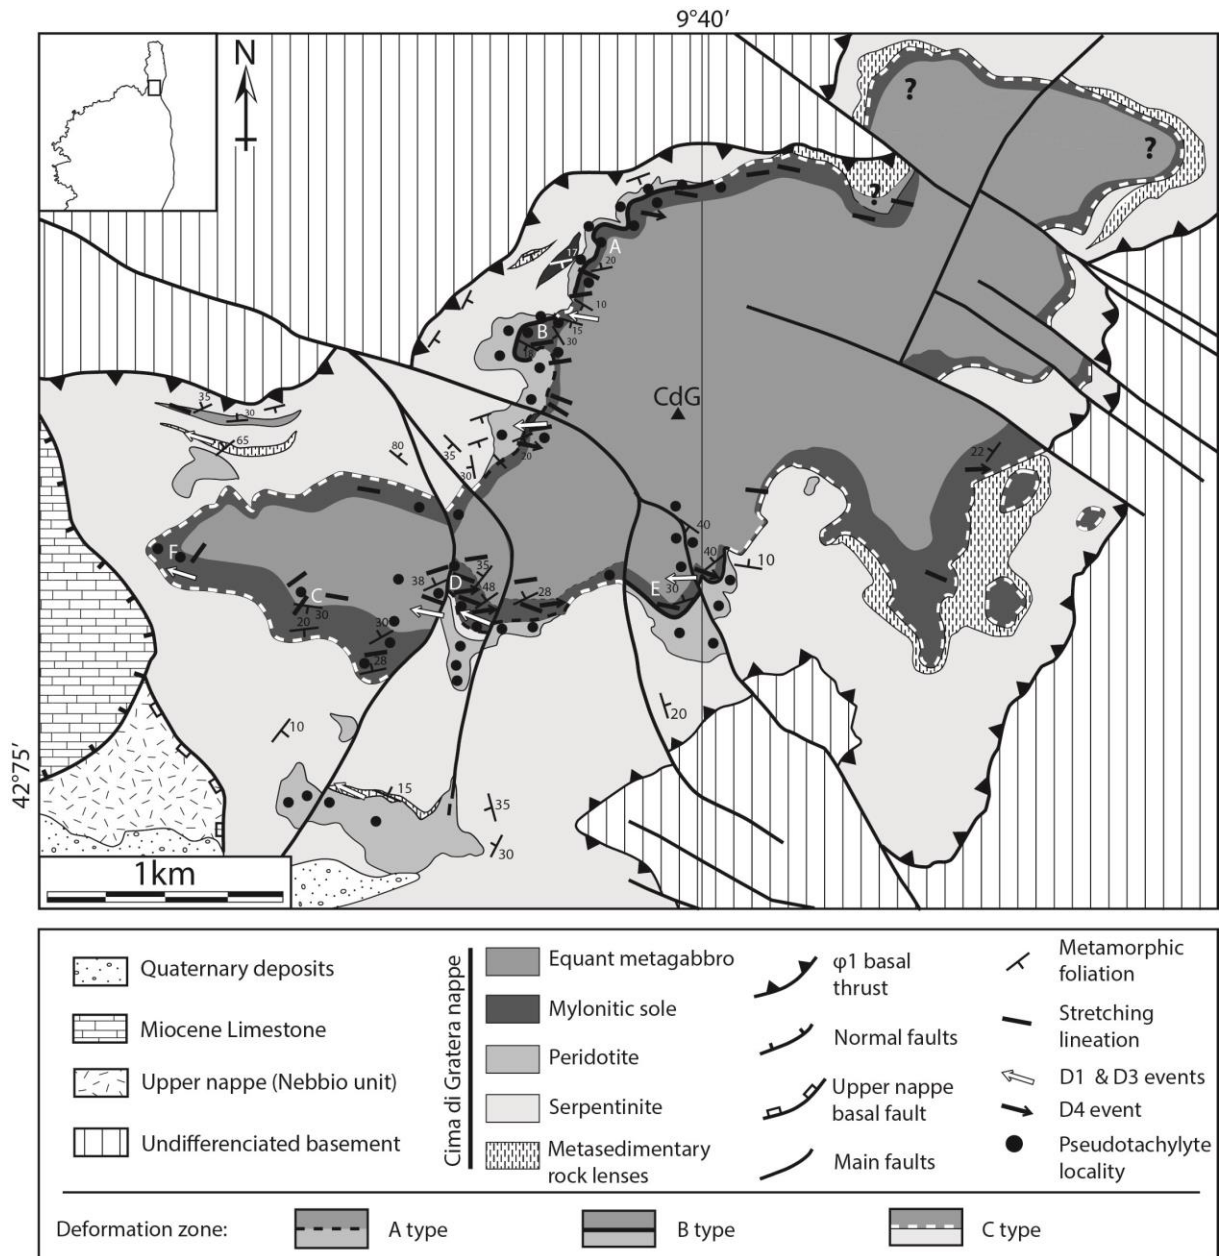 9°40’
N
?
?
?
17
A
20
10
B
15
30
18
CdG
35
30
65
80
35
30
20
22
F
C
30
20
30
28
38
D
35
48
28
40
40
10
E
30
20
10
15
35
30
42°75’
1km
Quaternary deposits
Miocene Limestone
Upper nappe (Nebbio unit)
Undifferenciated basement
Cima di Gratera nappe
Equant metagabbro
Mylonitic sole
Peridotite
Serpentinite
Metasedimentary
rock lenses
φ1 basal
thrust
Normal faults
Upper nappe
basal fault
Main faults
Metamorphic
foliation
Stretching
lineation
D1 & D3 events
D4 event
Pseudotachylyte
locality
Deformation zone:
A type
B type
C type